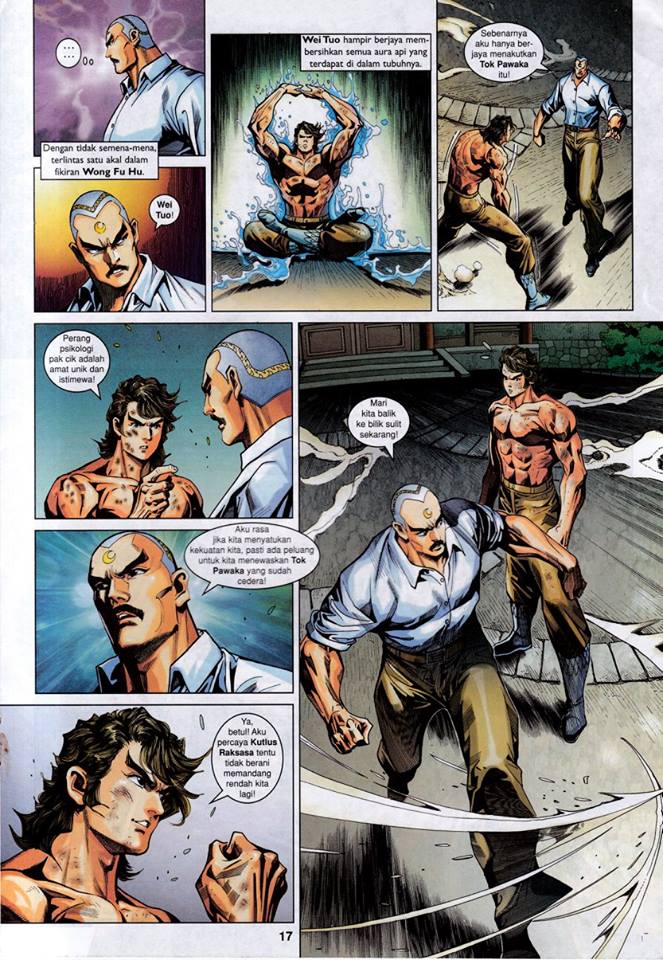 ...
...
Dengan tidak semena-mena,
terlintas satu akal dalam
fikiran Wong Fu Hu.
Wei
Tuo!
Wei Tuo hampir berjaya mem-
bersihkan semua aura api yang
terdapat di dalam tubuhnya.
Sebenarnya
aku hanya ber-
jaya menakutkan
Tok Pawaka
itu!
Perang
psikologi
pak cik adalah
amat unik dan
istimewa!
Aku rasa
jika kita menyatukan
kekuatan kita, pasti ada peluang
untuk kita menewaskan Tok
Pawaka yang sudah
cedera!
Ya,
betul! Aku
percaya Kutlus
Raksasa tentu
tidak berani
memandang
rendah kita
lagi!
Mari
kita balik
ke bilik sulit
sekarang!
17